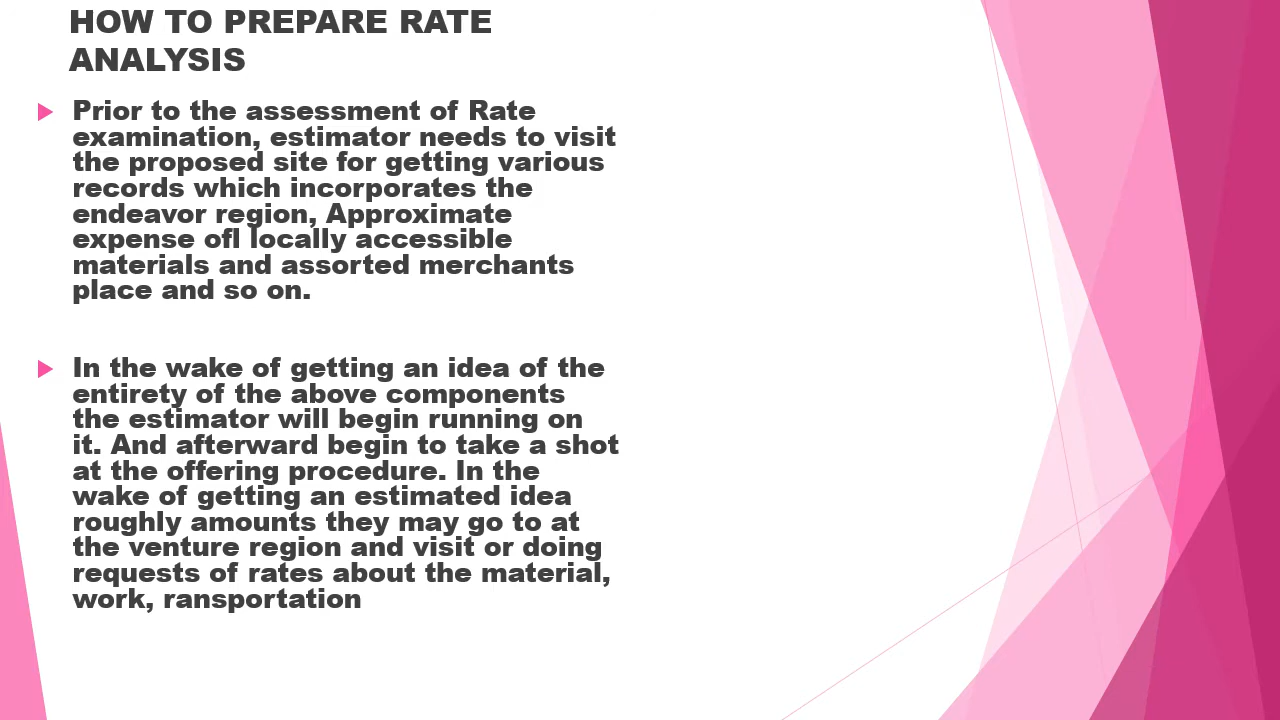 HOW TO PREPARE RATE
ANALYSIS
Prior to the assessment of Rate
examination, estimator needs to visit
the proposed site for getting various
records which incorporates the
endeavor region, Approximate
expense ofl locally accessible
materials and assorted merchants
place and so on.
In the wake of getting an idea of the
entirety of the above components
the estimator will begin running on
it. And afterward begin to take a shot
at the offering procedure. In the
wake of getting an estimated idea
roughly amounts they may go to at
the venture region and visit or doing
requests of rates about the material,
work, ransportation